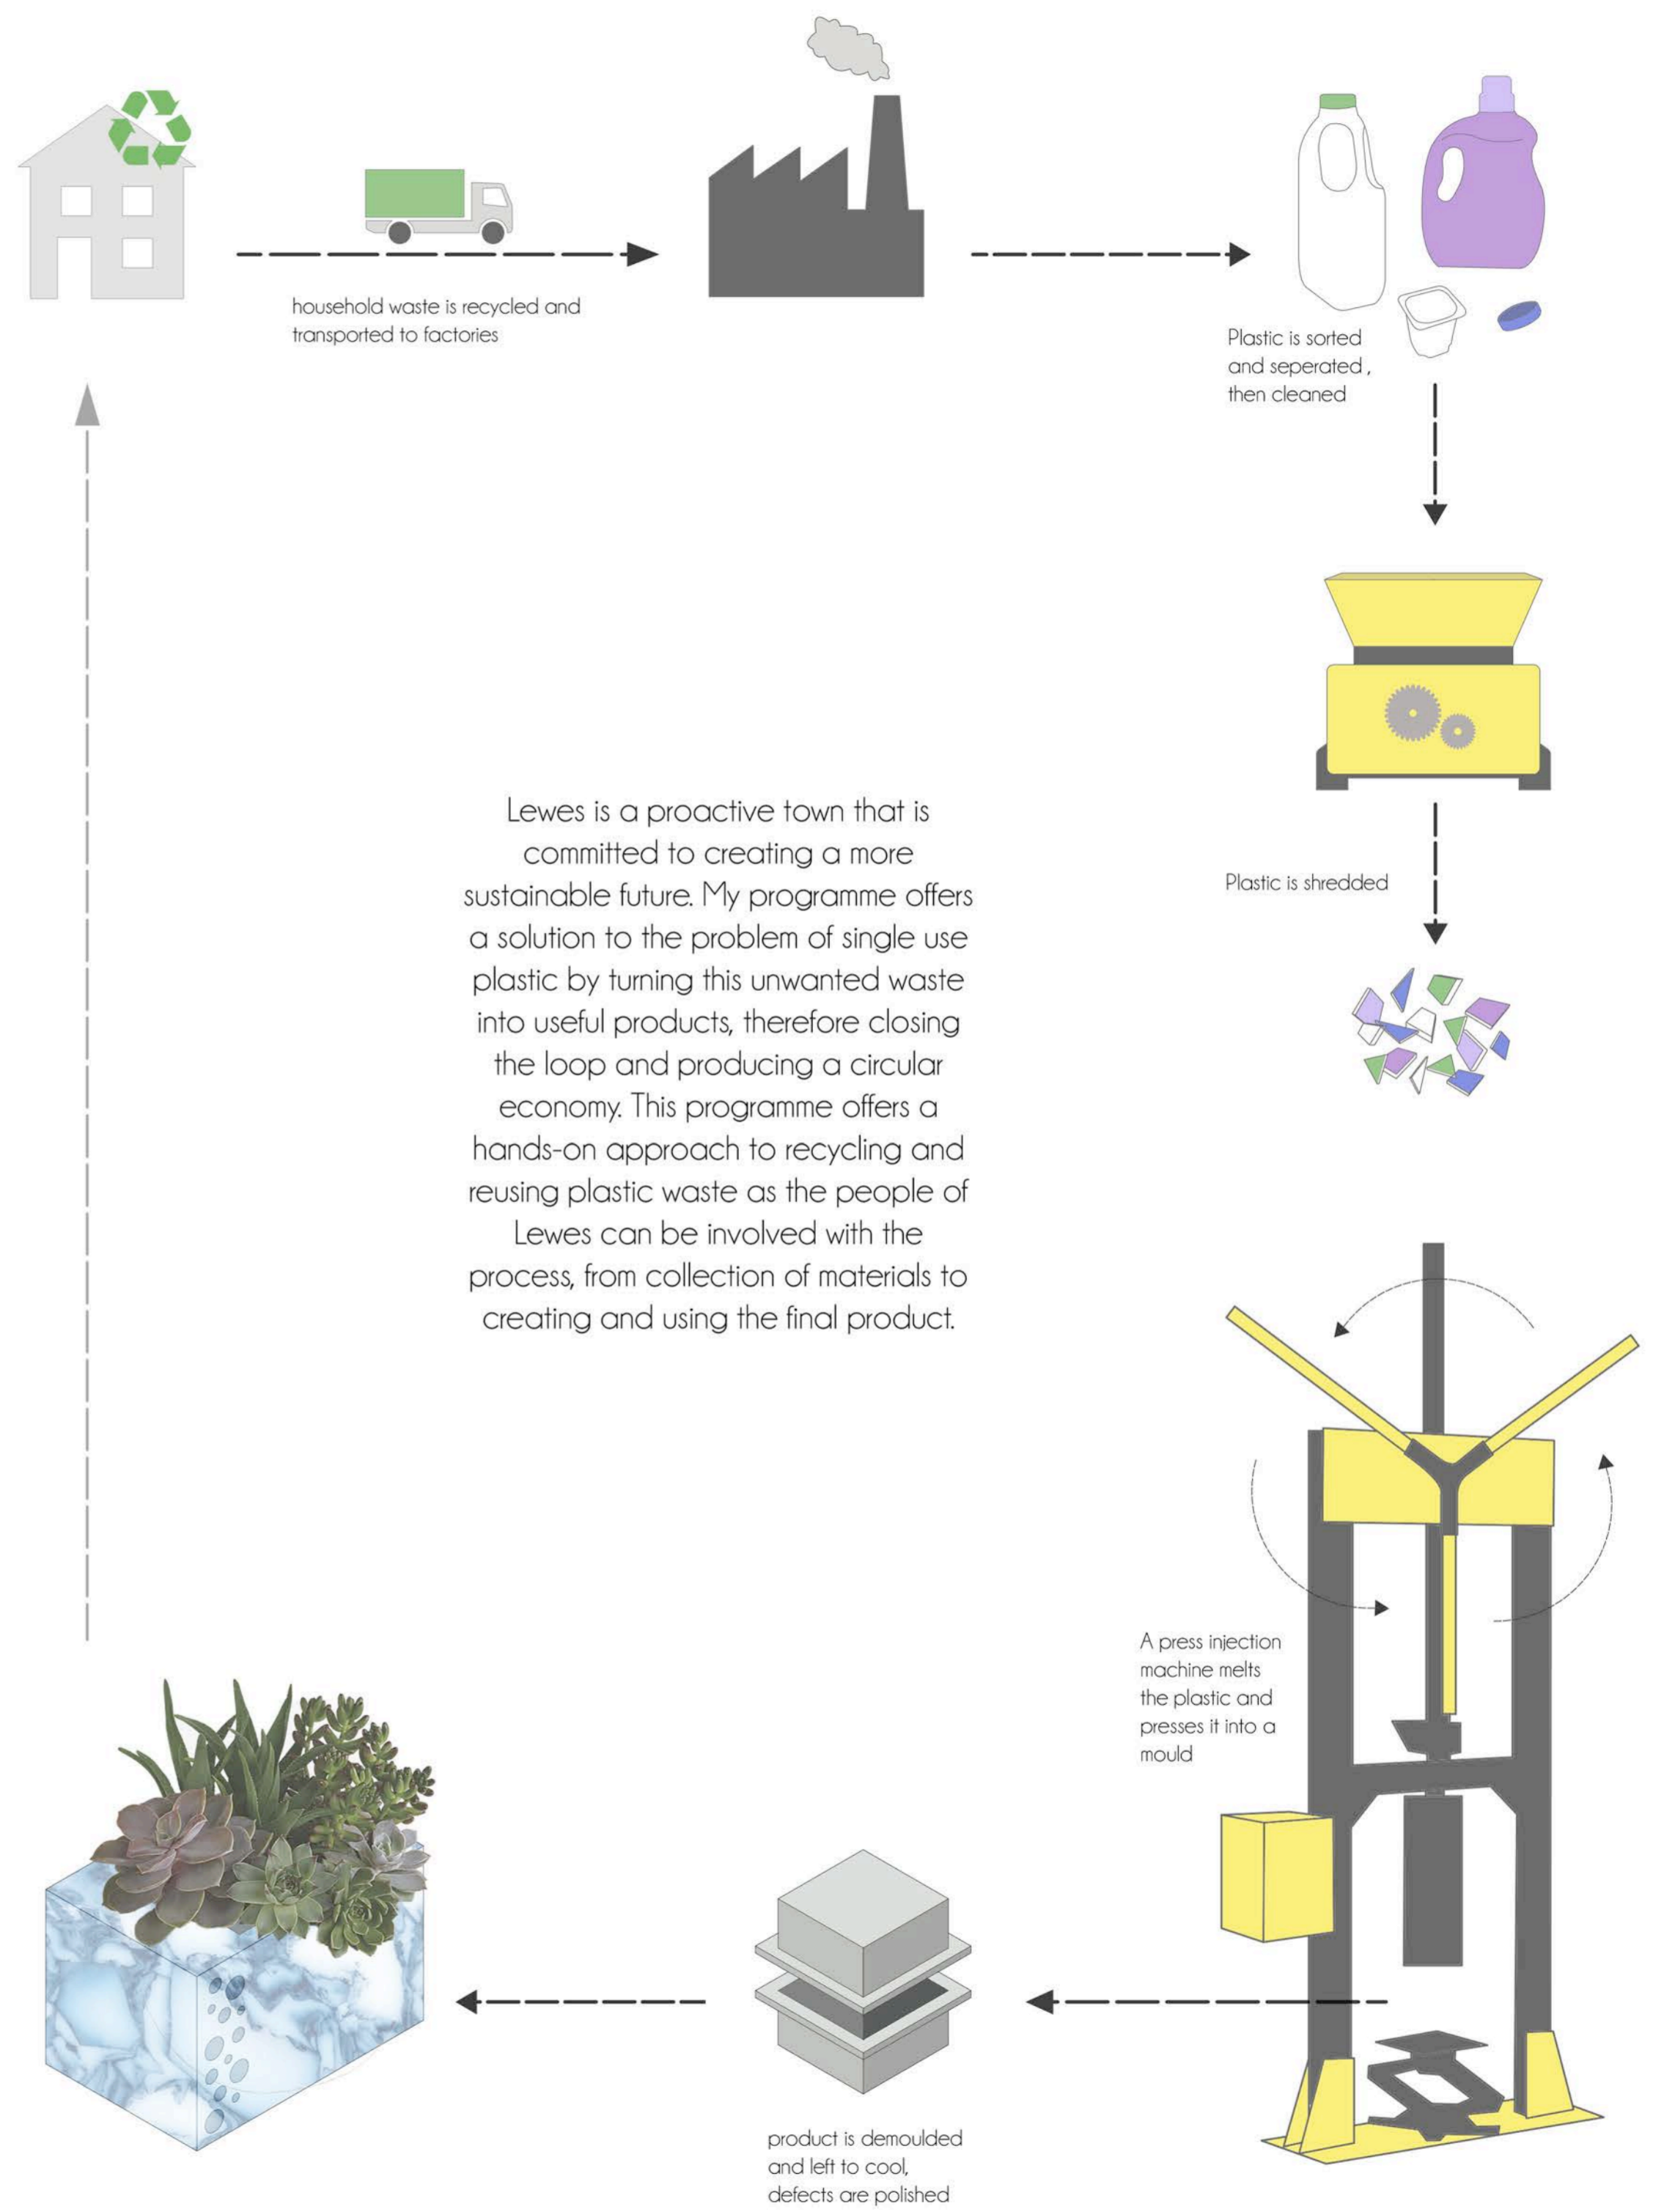 household waste is recycled and
transported to factories
Plastic is sorted
and seperated ,
then cleaned
Plastic is shredded
Lewes is a proactive town that is
committed to creating a more
sustainable future. My programme offers
a solution to the problem of single use
plastic by turning this unwanted waste
into useful products, therefore closing
the loop and producing a circular
economy. This programme offers a
hands-on approach to recycling and
reusing plastic waste as the people of
Lewes can be involved with the
process, from collection of materials to
creating and using the final product.
A press injection
machine melts
the plastic and
presses it into a
mould
product is demoulded
and left to cool,
defects are polished